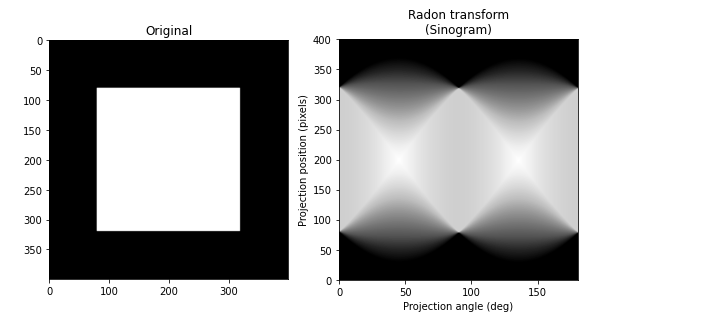 Original
0
50
100
150
200
250
300
350
0 100 200 300
Radon transform
(Sinogram)
Projection position (pixels)
400
350
300
250
200
150
100
50
0
0 50 100 150
Projection angle (deg)